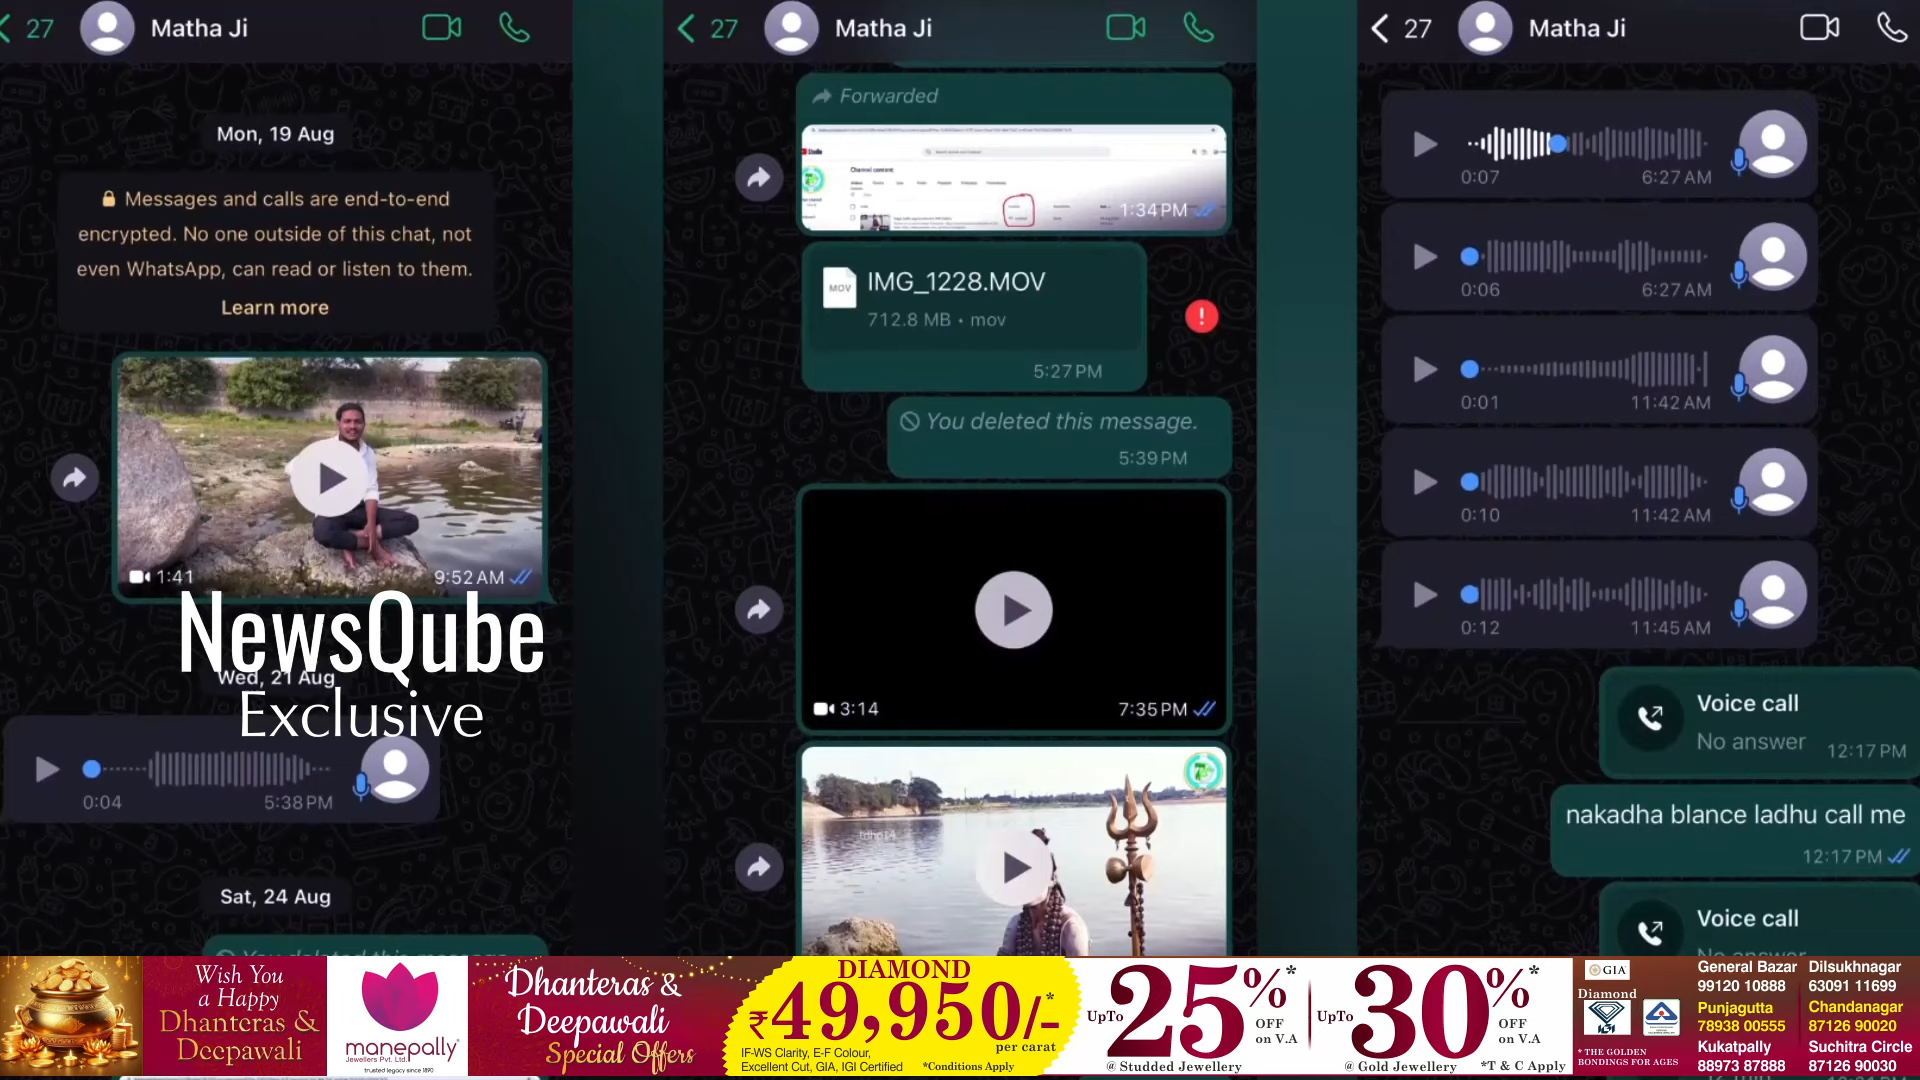 27
Matha Ji
Mon, 19 Aug
Messages and calls are end-to-end
encrypted. No one outside of this chat, not
even WhatsApp, can read or listen to them.
Learn more
1:41
9:52 AM
NewsQube
Wed, 21 Aug
Exclusive
0:04
5:38 PM
Sat, 24 Aug
27
Matha Ji
Forwarded
Studio
Channel content
1:34 PM
MOV
IMG_1228.MOV
712.8 MB • mov
5:27 PM
You deleted this message.
5:39 PM
3:14
7:35 PM
27
Matha Ji
0:07
6:27 AM
0:06
6:27 AM
0:01
11:42 AM
0:10
11:42 AM
0:12
11:45 AM
Voice call
No answer
12:17 PM
nakadha blance ladhu call me
12:17 PM
Voice call
Wish You
a Happy
Dhanteras &
Deepawali
manepally
Jewellers Pvt. Ltd.
trusted legacy since 1890
Dhanteras &
Deepawali
Special Offers
DIAMOND
₹49,950/-*
per carat
IF-WS Clarity, E-F Colour,
Excellent Cut, GIA, IGI Certified
*Conditions Apply
UpTo 25%* OFF on V.A
@ Studded Jewellery
UpTo 30%* OFF on V.A
@ Gold Jewellery
*T & C Apply
GIA
Diamond
IGI
* THE GOLDEN
BONDINGS FOR AGES
General Bazar
99120 10888
Punjagutta
78938 00555
Kukatpally
88973 87888
Dilsukhnagar
63091 11699
Chandanagar
87126 90020
Suchitra Circle
87126 90030